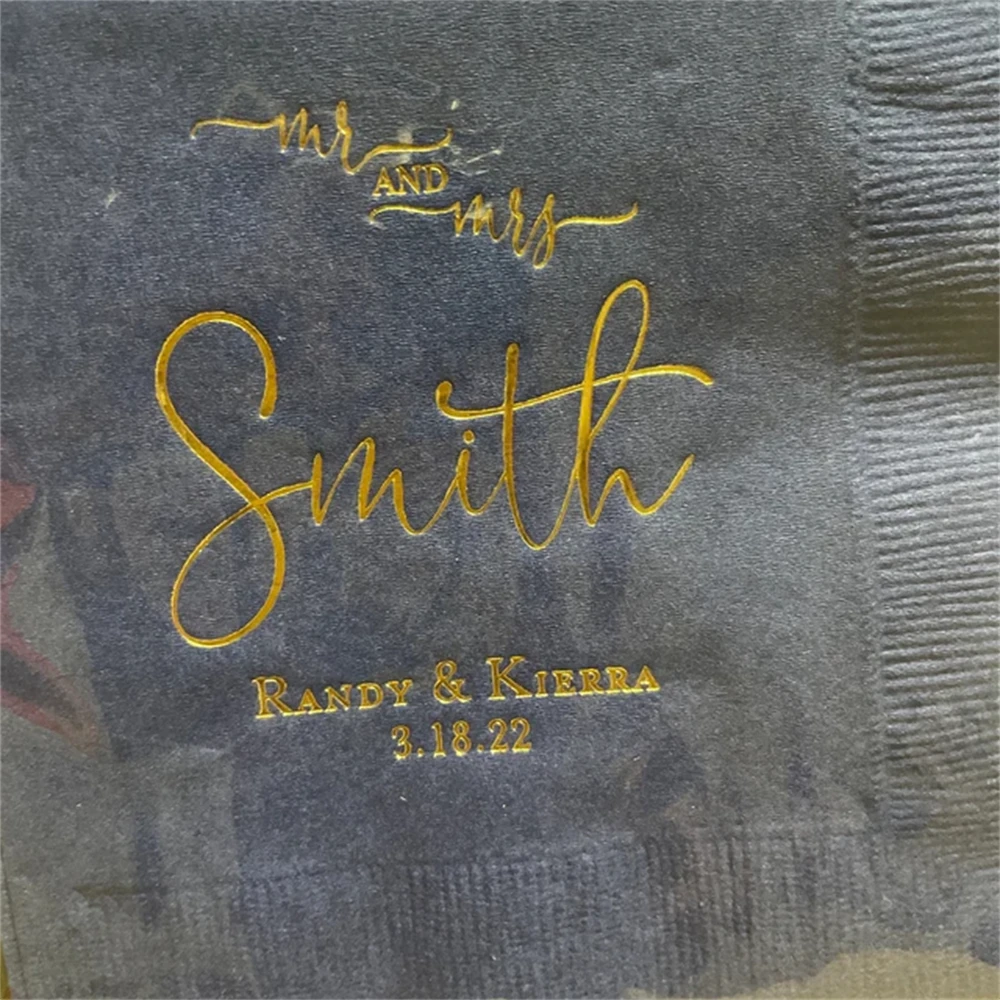 mr
AND
mrs
Smith
RANDY & KIERRA
3.18.22